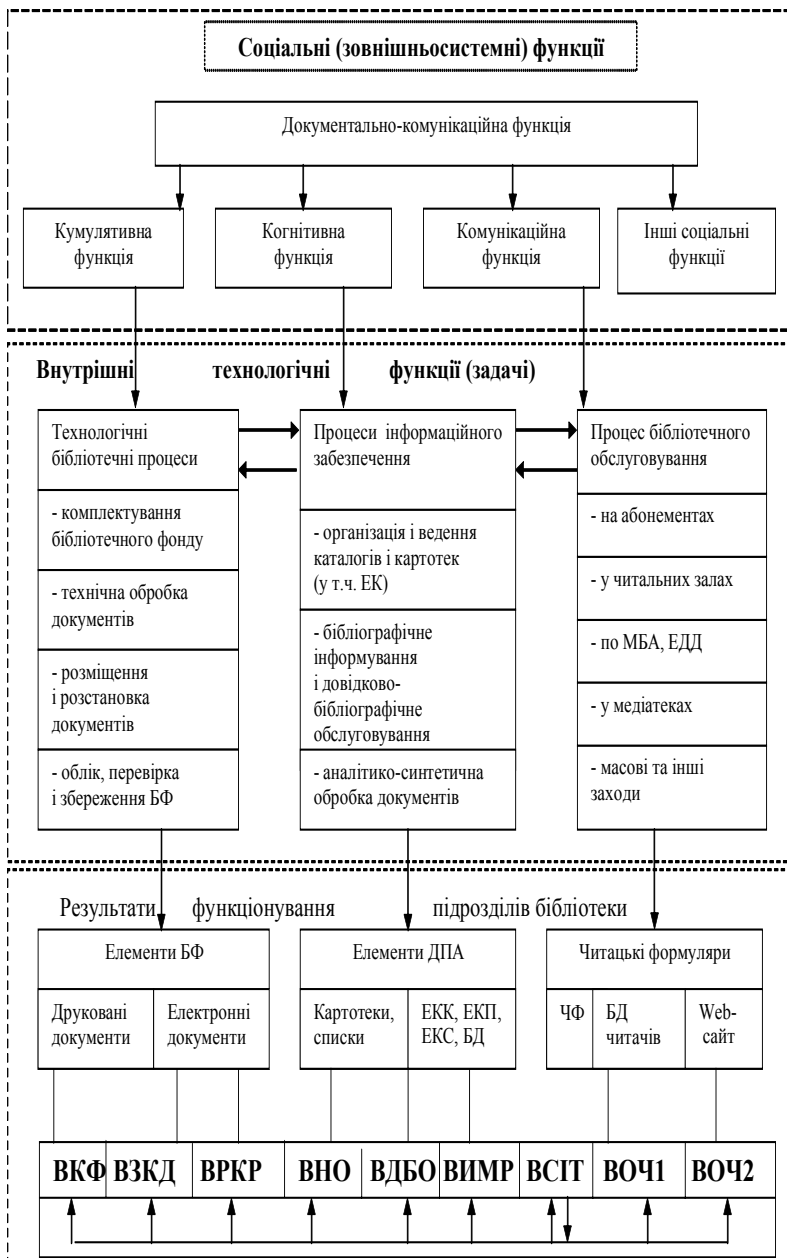 Соціальні (зовнішньосистемні) функції
Документально-комунікаційна функція
Кумулятивна
функція
Когнітивна
функція
Комунікаційна
функція
Інші соціальні
функції
Внутрішні технологічні функції (задачі)
Технологічні
бібліотечні процеси
- комплектування
бібліотечного фонду
- технічна обробка
документів
- розміщення
і розстановка
документів
- облік, перевірка
і збереження БФ
Процеси інформаційного
забезпечення
- організація і ведення
каталогів і картотек
(у т.ч. ЕК)
- бібліографічне
інформування
і довідково-
бібліографічне
обслуговування
- аналітико-синтетична
обробка документів
Процес бібліотечного
обслуговування
- на абонементах
- у читальних залах
- по МБА, ЕДД
- у медіатеках
- масові та інші
заходи
Результати функціонування підрозділів бібліотеки
Елементи БФ
Друковані
документи
Електронні
документи
Елементи ДПА
Картотеки,
списки
ЕКК, ЕКП,
ЕКС, БД
Читацькі формуляри
ЧФ
БД
читачів
Web-
сайт
ВКФ ВЗКД ВРКР ВНО ВДБО ВИМР ВСІТ ВОЧ1 ВОЧ2